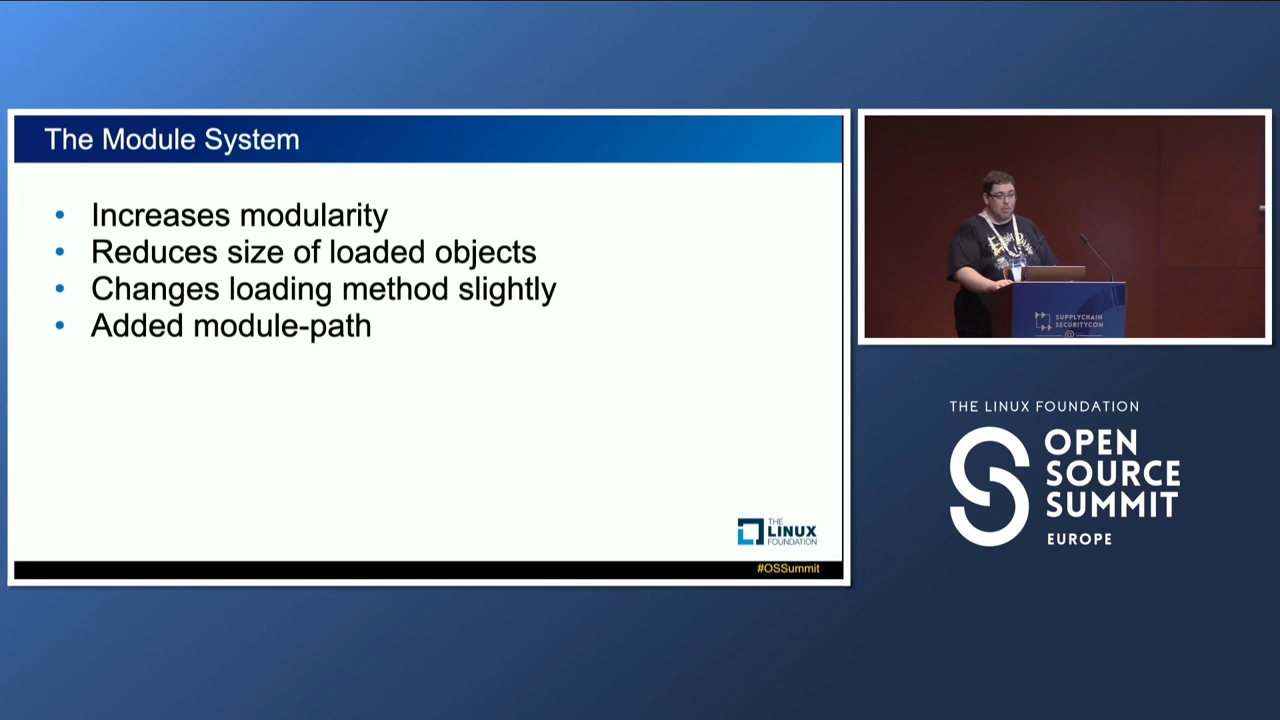 The Module System
• Increases modularity
• Reduces size of loaded objects
• Changes loading method slightly
• Added module-path
THE
LINUX
FOUNDATION
#OSSummit
SUPPLYCHAIN
SECURITYCON
@
THE LINUX FOUNDATION
OPEN
SOURCE
SUMMIT
EUROPE